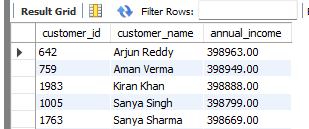 Result Grid Filter Rows:
customer_id customer_name annual_income
642 Arjun Reddy 398963.00
759 Aman Verma 398949.00
1983 Kiran Khan 398888.00
1005 Sanya Singh 398799.00
1763 Sanya Sharma 398669.00